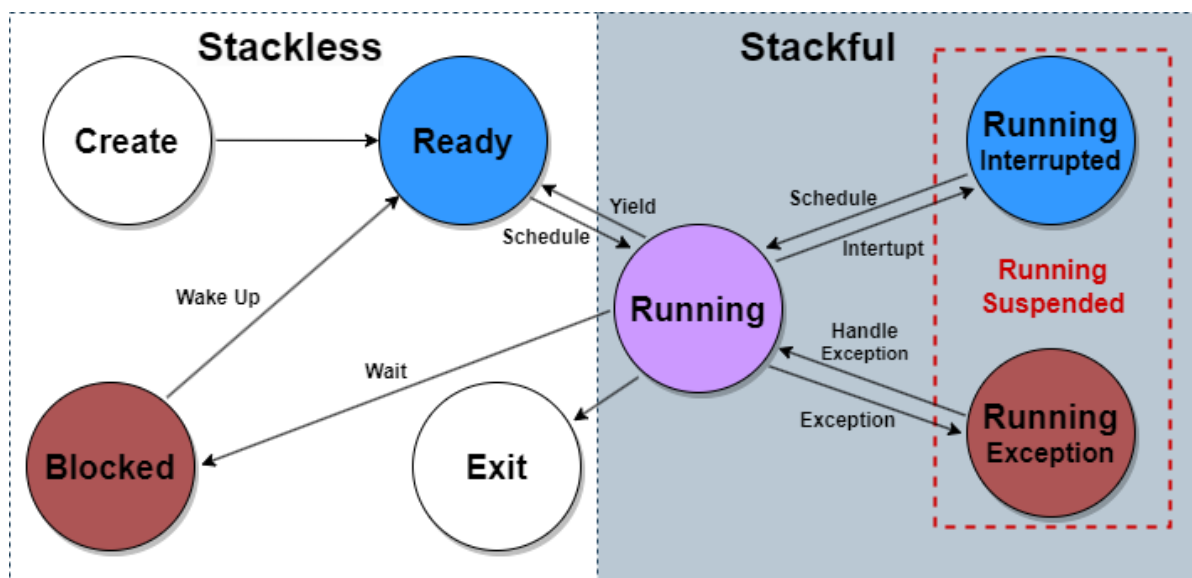 Stackless
Stackful
Create
Ready
Running
Interrupted
Yield
Schedule
Schedule
Intertupt
Wake Up
Running
Suspended
Running
Handle
Exception
Wait
Exception
Blocked
Exit
Running
Exception